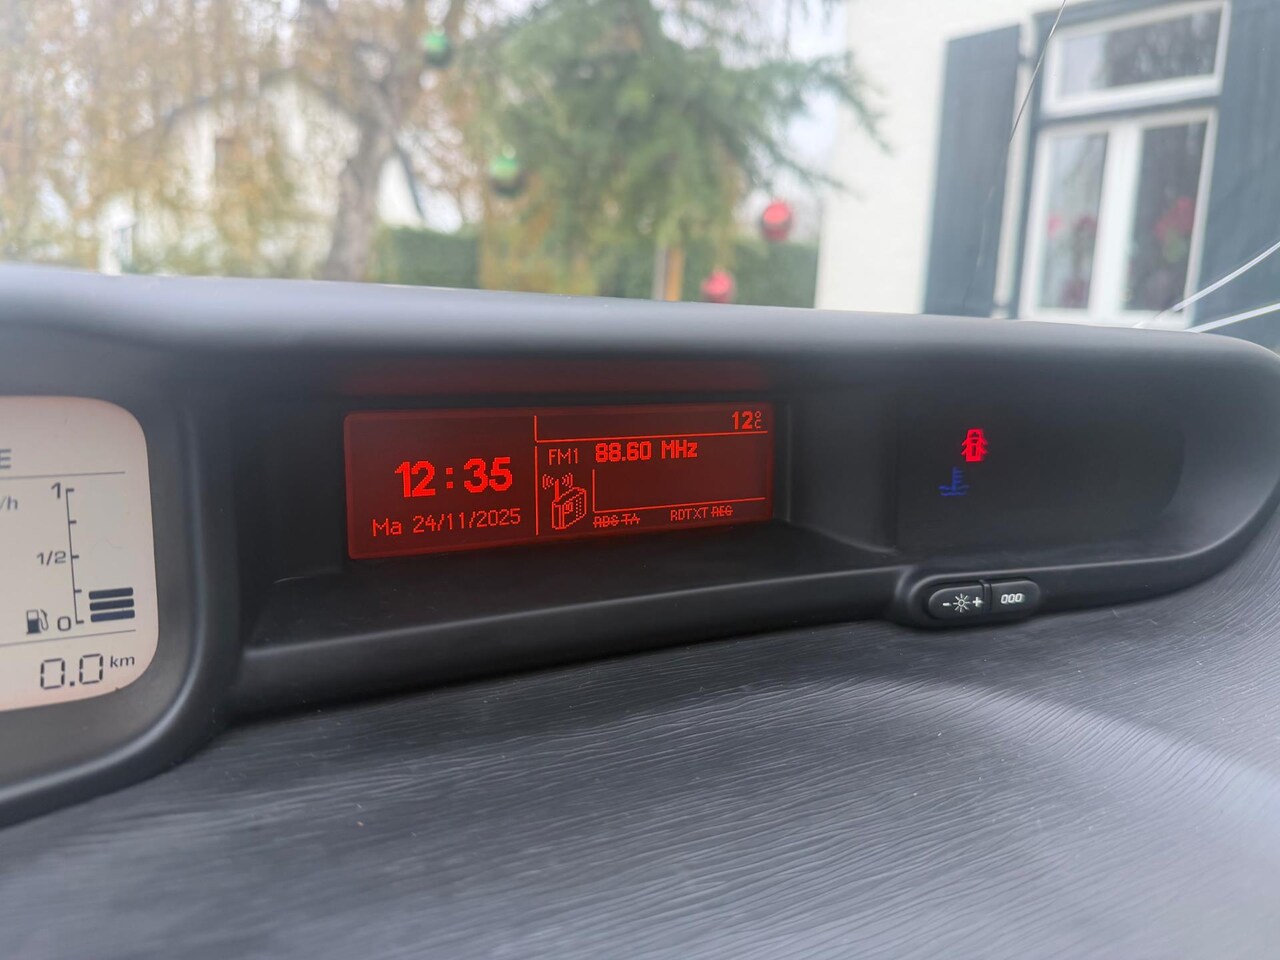 E
/h
1
1/2
0
0.0 km
12:35
Ma 24/11/2025
12°C
FM1 88.60 MHz
RDS TA RDTXT REG
- + 000